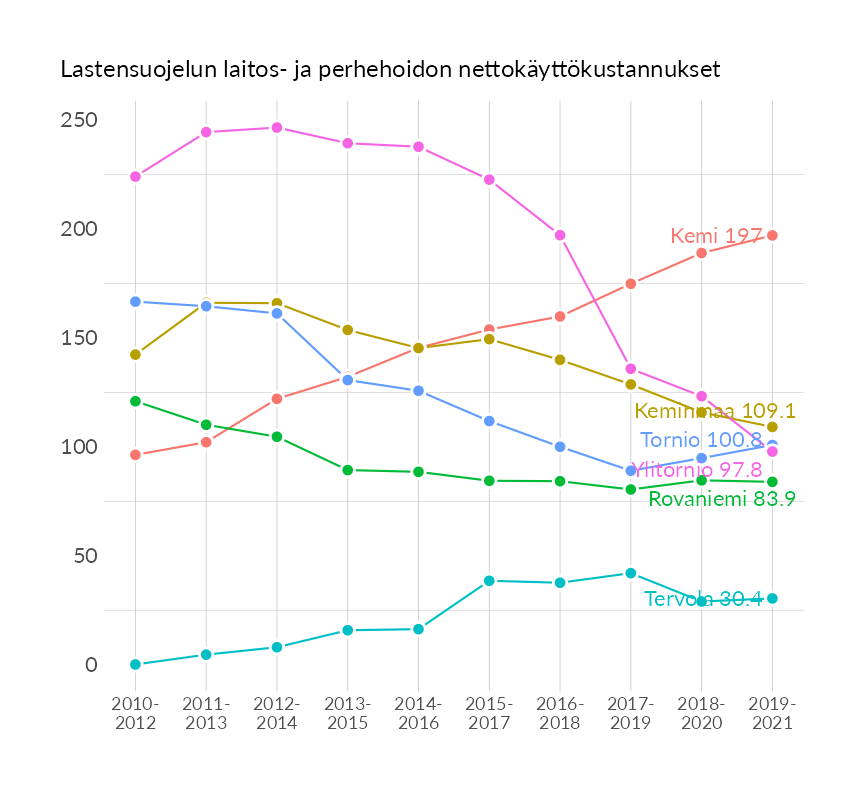 Lastensuojelun laitos- ja perhehoidon nettokäyttökustannukset
250
200
150
100
50
0
Kemi 197
Keminmaa 109.1
Tornio 100.8
Ylitornio 97.8
Rovaniemi 83.9
Tervola 30.4
2010- 2011- 2012- 2013- 2014- 2015- 2016- 2017- 2018- 2019-
2012 2013 2014 2015 2016 2017 2018 2019 2020 2021